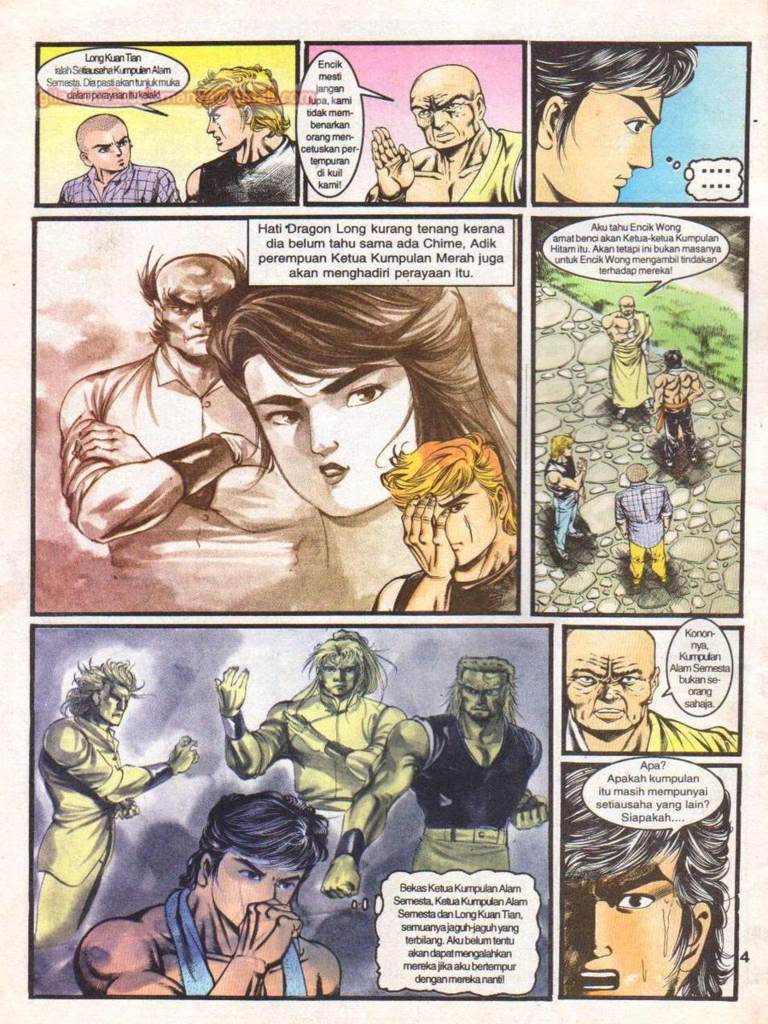 Long Kuan Tian
ialah Setiausaha Kumpulan Alam
Semesta. Dia pasti akan tunjuk muka
dalam perayaan itu kelak!
Encik
mesti
jangan
lupa, kami
tidak mem-
benarkan
orang men-
cetuskan per-
tempuran
di kuil
kami!
Hati Dragon Long kurang tenang kerana
dia belum tahu sama ada Chime, Adik
perempuan Ketua Kumpulan Merah juga
akan menghadiri perayaan itu.
Aku tahu Encik Wong
amat benci akan Ketua-ketua Kumpulan
Hitam itu. Akan tetapi ini bukan masanya
untuk Encik Wong mengambil tindakan
terhadap mereka!
Bekas Ketua Kumpulan Alam
Semesta, Ketua Kumpulan Alam
Semesta dan Long Kuan Tian,
semuanya jaguh-jaguh yang
terbilang. Aku belum tentu
akan dapat mengalahkan
mereka jika aku bertempur
dengan mereka nanti!
Konon-
nya,
Kumpulan
Alam Semesta
bukan se-
orang
sahaja.
Apa?
Apakah kumpulan
itu masih mempunyai
setiausaha yang lain?
Siapakah....
4